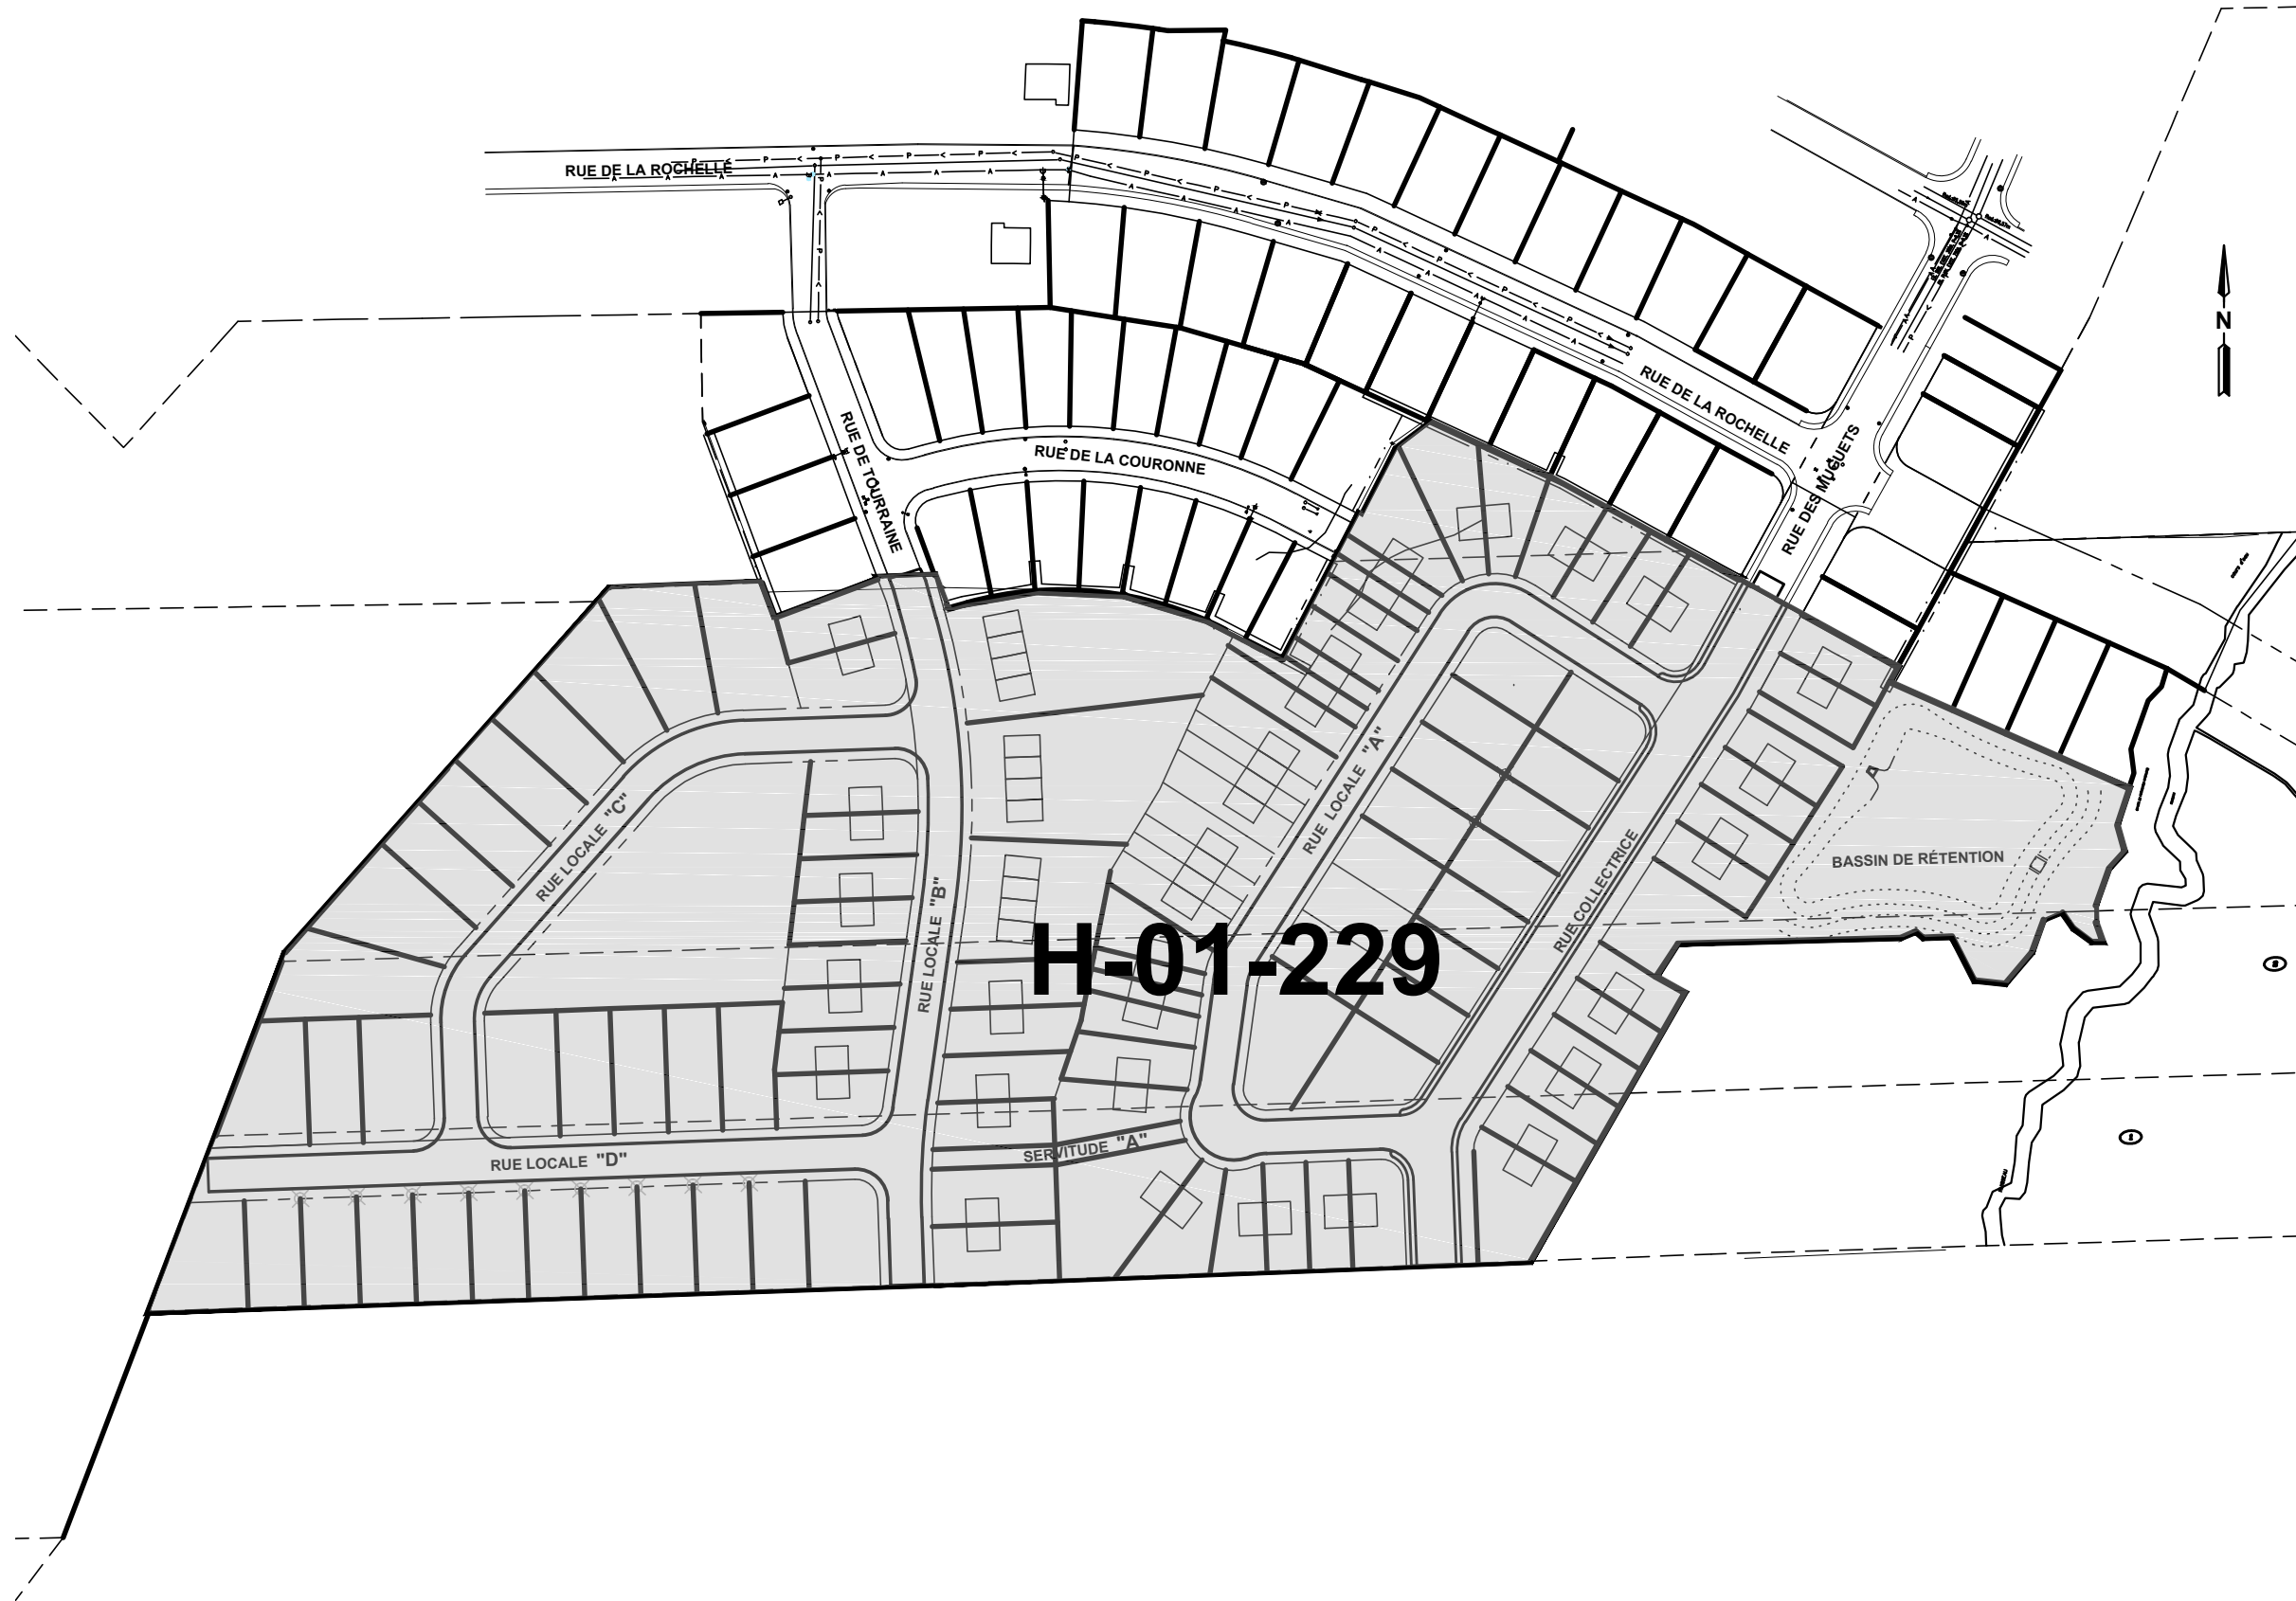 RUE DE LA ROCHELLE
N
RUE DE LA ROCHELLE
RUE DES MUGUETS
RUE DE TOURRAINE
RUE DE LA COURONNE
RUE LOCALE "A"
RUE LOCALE "C"
RUE COLLECTRICE
BASSIN DE RÉTENTION
RUE LOCALE "B"
H-01-229
SERVITUDE "A"
RUE LOCALE "D"